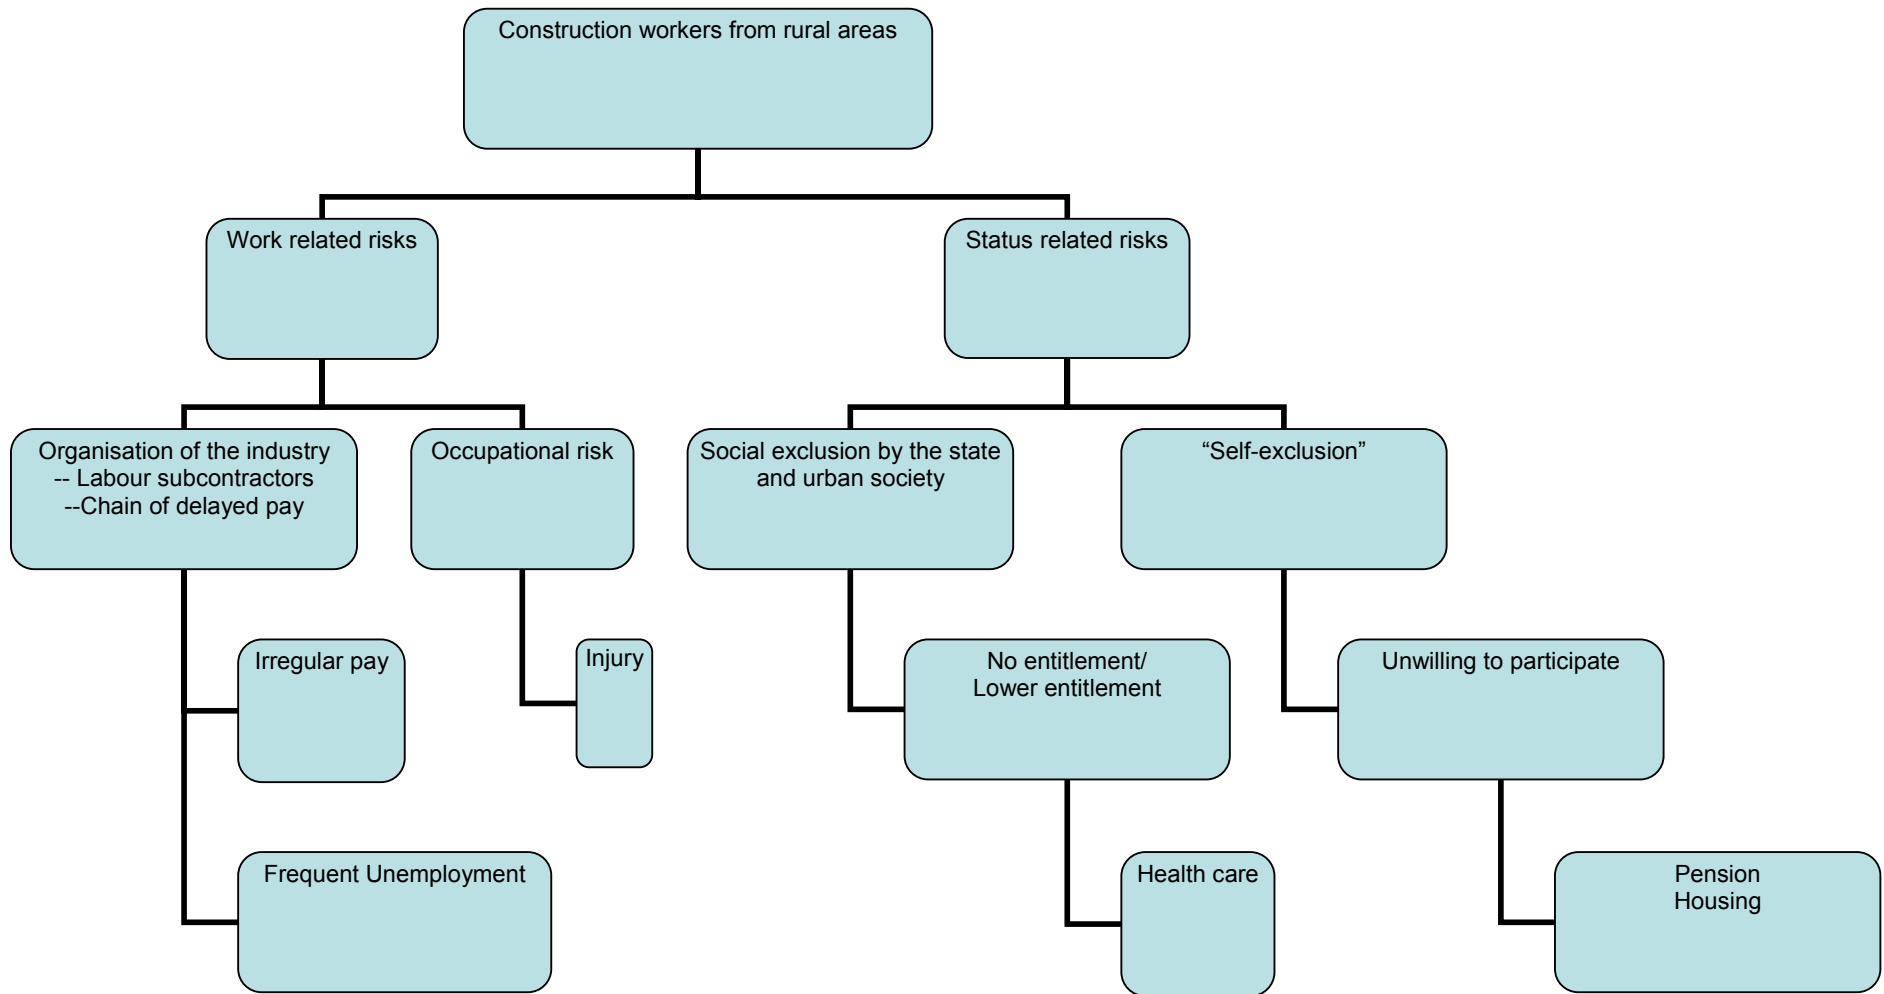 Construction workers from rural areas
Work related risks
Status related risks
Organisation of the industry
-- Labour subcontractors
--Chain of delayed pay
Occupational risk
Social exclusion by the state
and urban society
“Self-exclusion”
Irregular pay
Injury
No entitlement/
Lower entitlement
Unwilling to participate
Frequent Unemployment
Health care
Pension
Housing